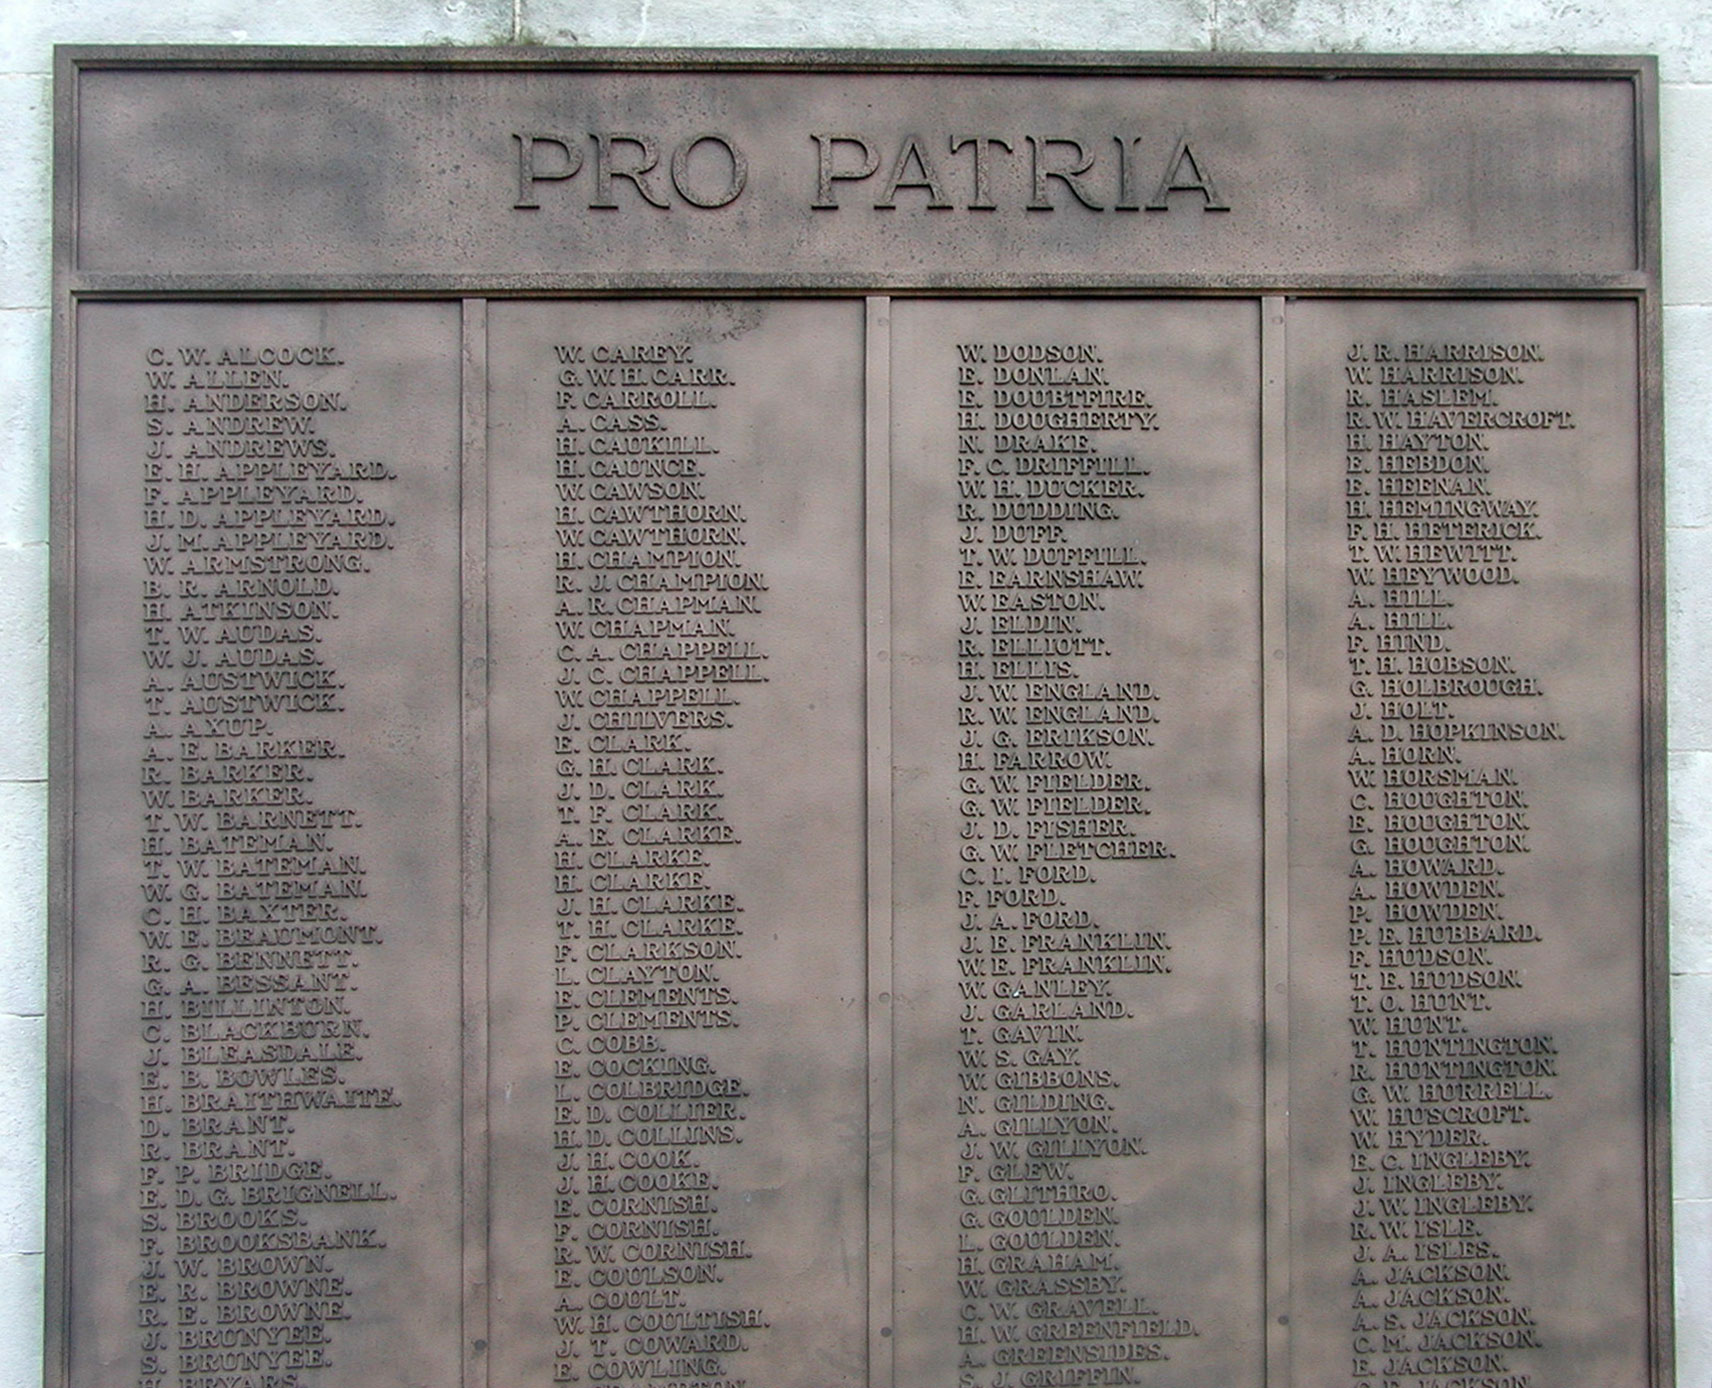 PRO PATRIA
C. W. ALCOCK.
W. ALLEN.
H. ANDERSON.
S. ANDREW.
J. ANDREWS.
E. H. APPLEYARD.
F. APPLEYARD.
H. D. APPLEYARD.
J. M. APPLEYARD.
W. ARMSTRONG.
B. R. ARNOLD.
H. ATKINSON.
T. W. AUDAS.
W. J. AUDAS.
A. AUSTWICK.
T. AUSTWICK.
A. AXUP.
A. E. BARKER.
R. BARKER.
W. BARKER.
T. W. BARNETT.
H. BATEMAN.
T. W. BATEMAN.
W. G. BATEMAN.
C. H. BAXTER.
W. E. BEAUMONT.
R. G. BENNETT.
G. A. BESSANT.
H. BILLINTON.
C. BLACKBURN.
J. BLEASDALE.
E. B. BOWLES.
H. BRAITHWAITE.
D. BRANT.
R. BRANT.
F. P. BRIDGE.
E. D. G. BRIGNELL.
S. BROOKS.
F. BROOKSBANK.
J. W. BROWN.
E. R. BROWNE.
R. E. BROWNE.
J. BRUNYEE.
S. BRUNYEE.
H. BRYARS.
W. CAREY.
G. W. H. CARR.
F. CARROLL.
A. CASS.
H. CAUKILL.
H. CAUNCE.
W. CAWSON.
H. CAWTHORN.
W. CAWTHORN.
H. CHAMPION.
R. J. CHAMPION.
A. R. CHAPMAN.
W. CHAPMAN.
C. A. CHAPPELL.
J. C. CHAPPELL.
W. CHAPPELL.
J. CHILVERS.
E. CLARK.
G. H. CLARK.
J. D. CLARK.
T. F. CLARK.
A. E. CLARKE.
H. CLARKE.
H. CLARKE.
J. H. CLARKE.
T. H. CLARKE.
F. CLARKSON.
L. CLAYTON.
E. CLEMENTS.
P. CLEMENTS.
C. COBB.
E. COCKING.
L. COLBRIDGE.
E. D. COLLIER.
H. D. COLLINS.
J. H. COOK.
J. H. COOKE.
E. CORNISH.
F. CORNISH.
R. W. CORNISH.
E. COULSON.
A. COULT.
W. H. COULTISH.
J. T. COWARD.
E. COWLING.
W. DODSON.
E. DONLAN.
E. DOUBTFIRE.
H. DOUGHERTY.
N. DRAKE.
F. C. DRIFFILL.
W. H. DUCKER.
R. DUDDING.
J. DUFF.
T. W. DUFFILL.
E. EARNSHAW.
W. EASTON.
J. ELDIN.
R. ELLIOTT.
H. ELLIS.
J. W. ENGLAND.
R. W. ENGLAND.
J. G. ERIKSON.
H. FARROW.
G. W. FIELDER.
G. W. FIELDER.
J. D. FISHER.
G. W. FLETCHER.
C. I. FORD.
F. FORD.
J. A. FORD.
J. E. FRANKLIN.
W. E. FRANKLIN.
W. GANLEY.
J. GARLAND.
T. GAVIN.
W. S. GAY.
W. GIBBONS.
N. GILDING.
A. GILLYON.
J. W. GILLYON.
F. GLEW.
G. GLITHRO.
G. GOULDEN.
L. GOULDEN.
H. GRAHAM.
W. GRASSBY.
C. W. GRAVELL.
H. W. GREENFIELD.
A. GREENSIDES.
S. J. GRIFFIN.
J. R. HARRISON.
W. HARRISON.
R. HASLEM.
R. W. HAVERCROFT.
H. HAYTON.
E. HEBDON.
E. HEENAN.
H. HEMINGWAY.
F. H. HETERICK.
T. W. HEWITT.
W. HEYWOOD.
A. HILL.
A. HILL.
F. HIND.
T. H. HOBSON.
G. HOLBROUGH.
J. HOLT.
A. D. HOPKINSON.
A. HORN.
W. HORSMAN.
C. HOUGHTON.
E. HOUGHTON.
G. HOUGHTON.
A. HOWARD.
A. HOWDEN.
P. HOWDEN.
P. E. HUBBARD.
F. HUDSON.
T. E. HUDSON.
T. O. HUNT.
W. HUNT.
T. HUNTINGTON.
R. HUNTINGTON.
G. W. HURRELL.
W. HUSCROFT.
W. HYDER.
E. C. INGLEBY.
J. INGLEBY.
J. W. INGLEBY.
R. W. ISLE.
J. A. ISLES.
A. JACKSON.
A. JACKSON.
A. S. JACKSON.
C. M. JACKSON.
E. JACKSON.
JACKSON